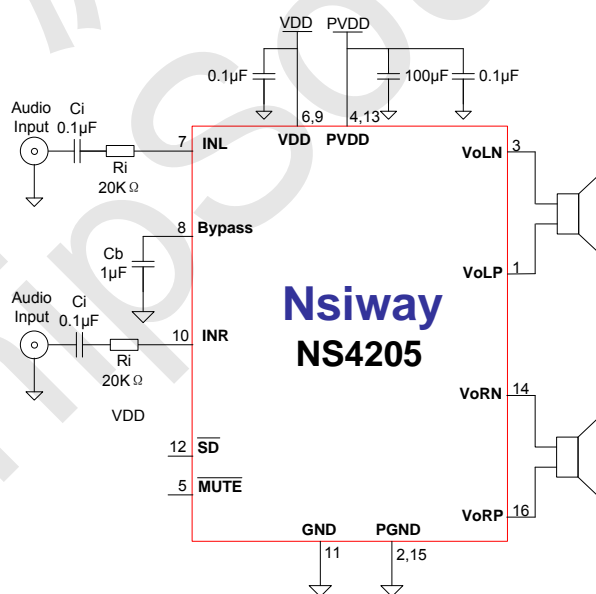 VDD PVDD
0.1µF 100µF 0.1µF
6,9 4,13
VDD PVDD
Audio
Input
Ci
0.1µF
Ri
20KΩ
7 INL
8 Bypass
Cb
1µF
Audio
Input
Ci
0.1µF
Ri
20KΩ
10 INR
VDD
12 SD
5 MUTE
Nsiway
NS4205
VoLN 3
VoLP 1
VoRN 14
VoRP 16
GND PGND
11 2,15